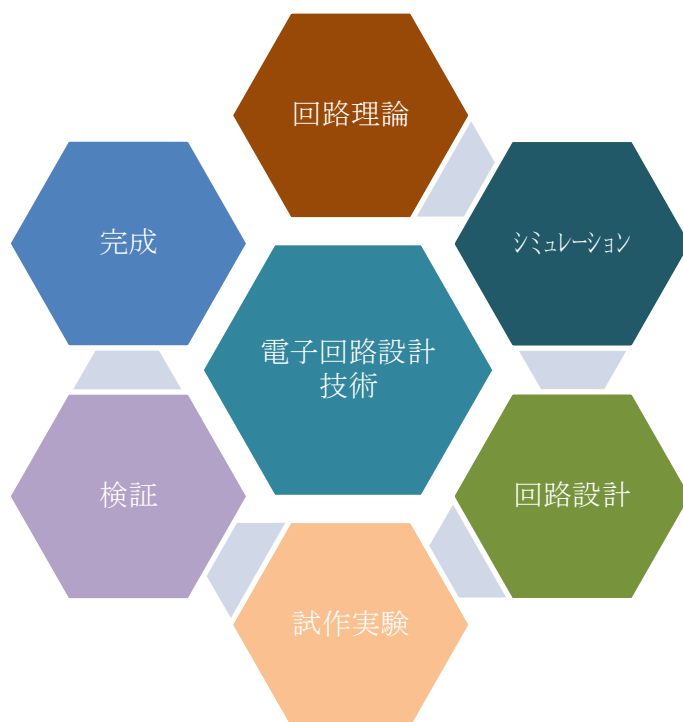 回路理論
シミュレーション
回路設計
試作実験
検証
完成
電子回路設計
技術